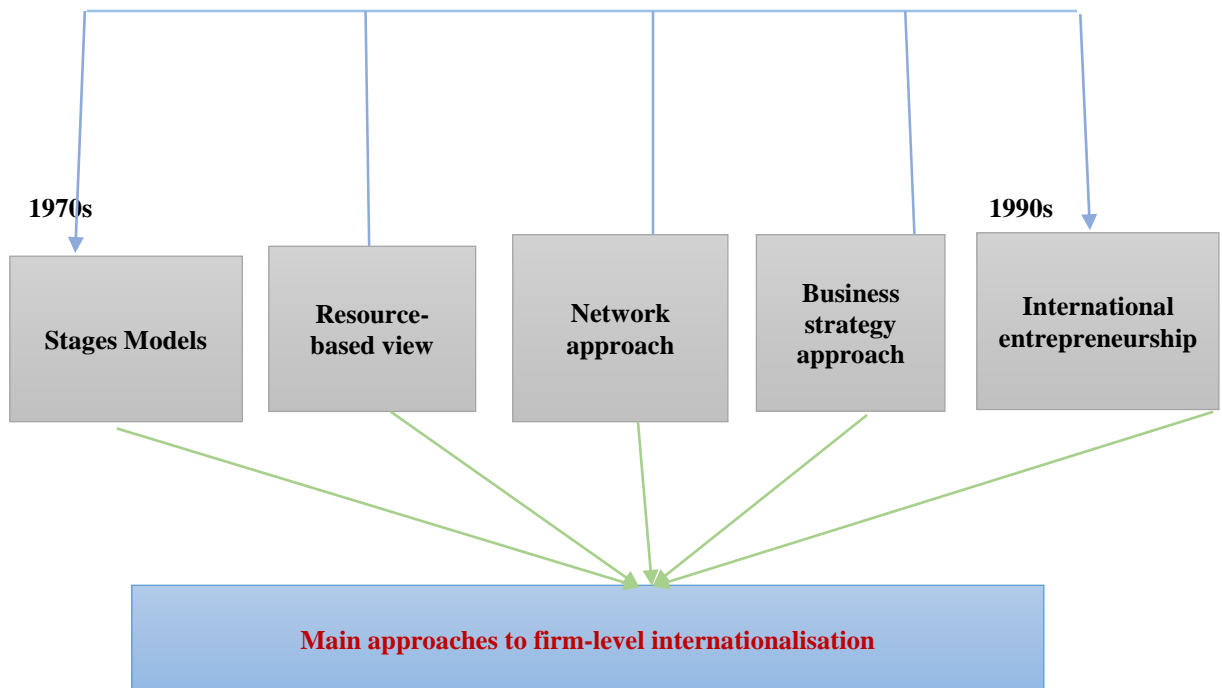 1970s
1990s
Stages Models
Resource-
based view
Network
approach
Business
strategy
approach
International
entrepreneurship
Main approaches to firm-level internationalisation